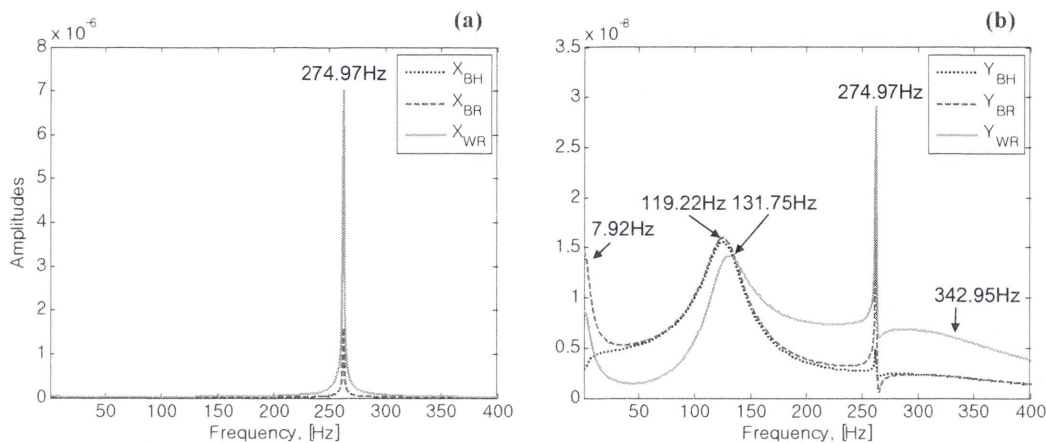 (a)
x 10⁻⁶
8
7
6
5
4
3
2
1
0
Amplitudes
274.97Hz
X_BH
X_BR
X_WR
50 100 150 200 250 300 350 400
Frequency, [Hz]
(b)
x 10⁻⁸
3.5
3
2.5
2
1.5
1
0.5
0
274.97Hz
Y_BH
Y_BR
Y_WR
119.22Hz 131.75Hz
7.92Hz
342.95Hz
50 100 150 200 250 300 350 400
Frequency, [Hz]